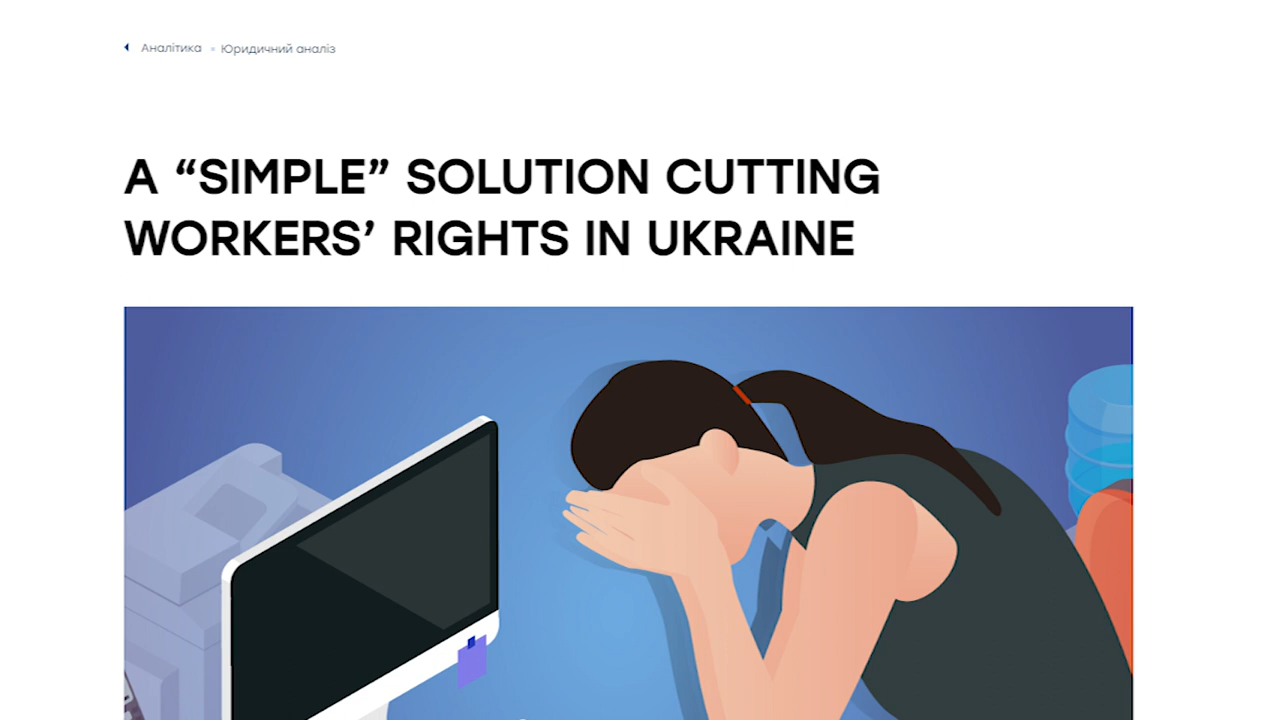 Аналітика • Юридичний аналіз
A “SIMPLE” SOLUTION CUTTING
WORKERS’ RIGHTS IN UKRAINE